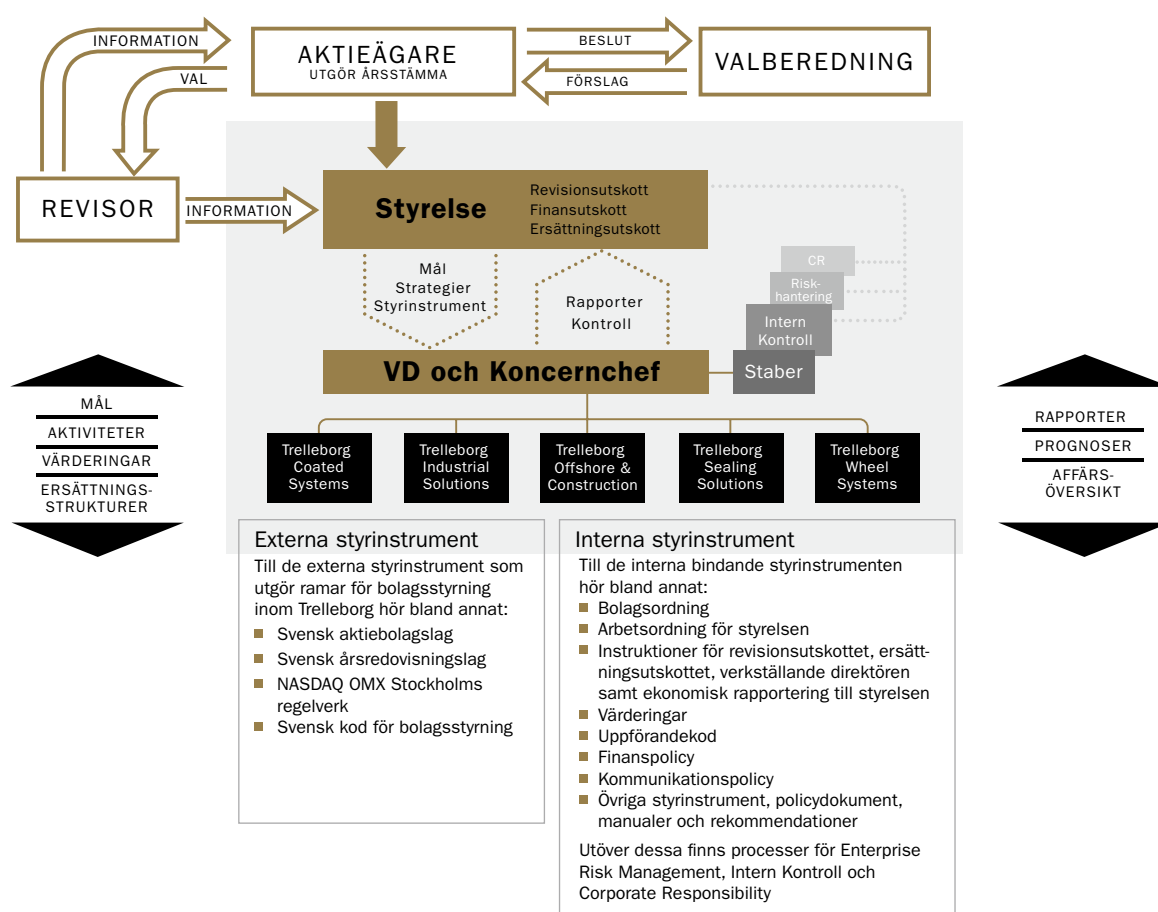 INFORMATION
AKTIEÄGARE
UTGÖR ÅRSSTÄMMA
BESLUT
FÖRSLAG
VALBEREDNING
VAL
REVISOR
INFORMATION
Styrelse
Revisionsutskott
Finansutskott
Ersättningsutskott
Mål
Strategier
Styrinstrument
Rapporter
Kontroll
CR
Risk-
hantering
Intern
Kontroll
Staber
VD och Koncernchef
MÅL
AKTIVITETER
VÄRDERINGAR
ERSÄTTNINGS-
STRUKTURER
RAPPORTER
PROGNOSER
AFFÄRS-
ÖVERSIKT
Trelleborg
Coated
Systems
Trelleborg
Industrial
Solutions
Trelleborg
Offshore &
Construction
Trelleborg
Sealing
Solutions
Trelleborg
Wheel
Systems
Externa styrinstrument
Till de externa styrinstrument som
utgör ramar för bolagsstyrning
inom Trelleborg hör bland annat:
Svensk aktiebolagslag
Svensk årsredovisningslag
NASDAQ OMX Stockholms
regelverk
Svensk kod för bolagsstyrning
Interna styrinstrument
Till de interna bindande styrinstrumenten
hör bland annat:
Bolagsordning
Arbetsordning för styrelsen
Instruktioner för revisionsutskottet, ersätt-
ningsutskottet, verkställande direktören
samt ekonomisk rapportering till styrelsen
Värderingar
Uppförandekod
Finanspolicy
Kommunikationspolicy
Övriga styrinstrument, policydokument,
manualer och rekommendationer
Utöver dessa finns processer för Enterprise
Risk Management, Intern Kontroll och
Corporate Responsibility